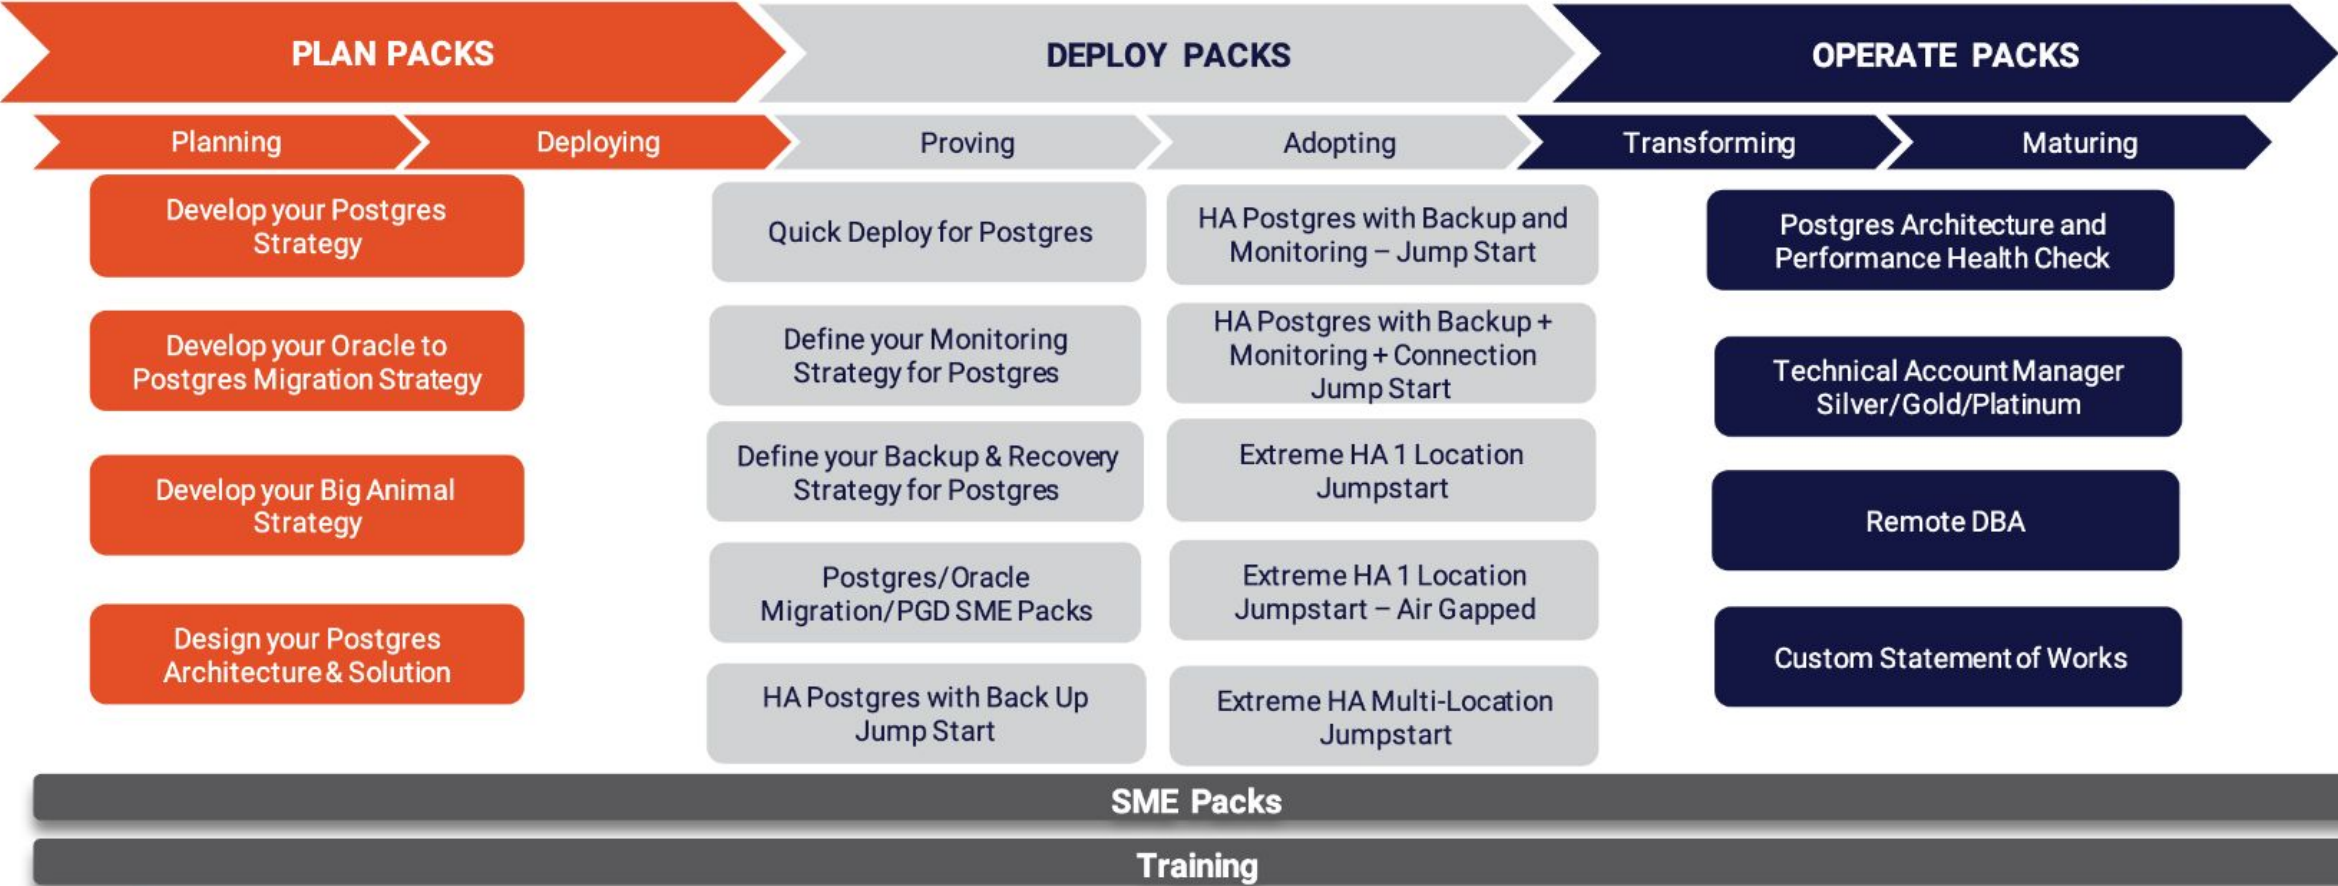 PLAN PACKS
DEPLOY PACKS
OPERATE PACKS
Planning
Deploying
Proving
Adopting
Transforming
Maturing
Develop your Postgres
Strategy
Develop your Oracle to
Postgres Migration Strategy
Develop your Big Animal
Strategy
Design your Postgres
Architecture & Solution
Quick Deploy for Postgres
Define your Monitoring
Strategy for Postgres
Define your Backup & Recovery
Strategy for Postgres
Postgres/Oracle
Migration/PGD SME Packs
HA Postgres with Back Up
Jump Start
HA Postgres with Backup and
Monitoring – Jump Start
HA Postgres with Backup +
Monitoring + Connection
Jump Start
Extreme HA 1 Location
Jumpstart
Extreme HA 1 Location
Jumpstart – Air Gapped
Extreme HA Multi-Location
Jumpstart
Postgres Architecture and
Performance Health Check
Technical Account Manager
Silver/Gold/Platinum
Remote DBA
Custom Statement of Works
SME Packs
Training